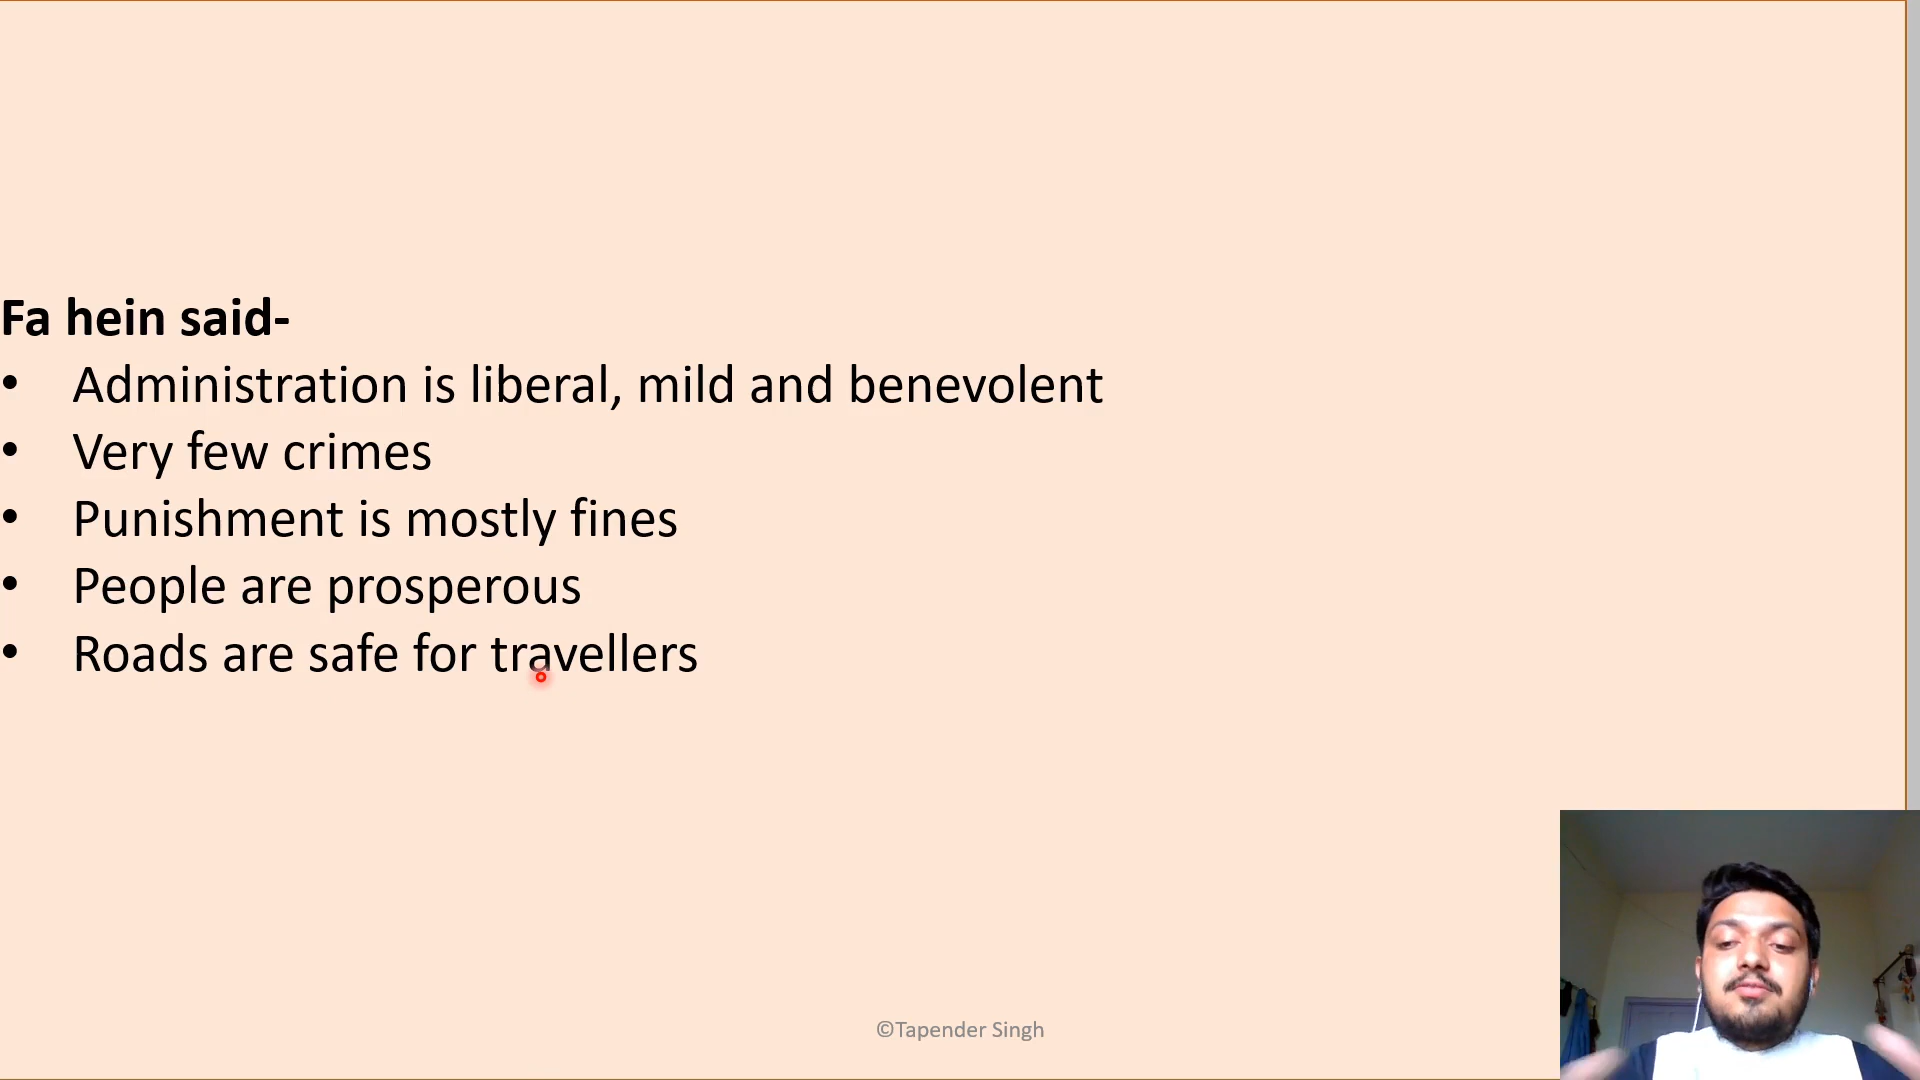 Fa hein said-
• Administration is liberal, mild and benevolent
• Very few crimes
• Punishment is mostly fines
• People are prosperous
• Roads are safe for travellers
©Tapender Singh